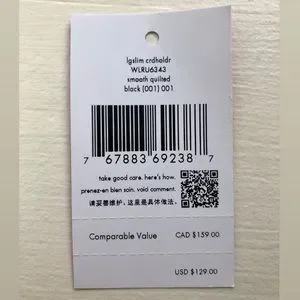 lgslim crdholdr
WLRU6343
smooth quilted
black (001) 001
7 67883 69238 7
take good care. here's how.
prenez-en bien soin. void comment.
请妥善维护，这里是具体做法。
Comparable Value CAD $159.00
USD $129.00